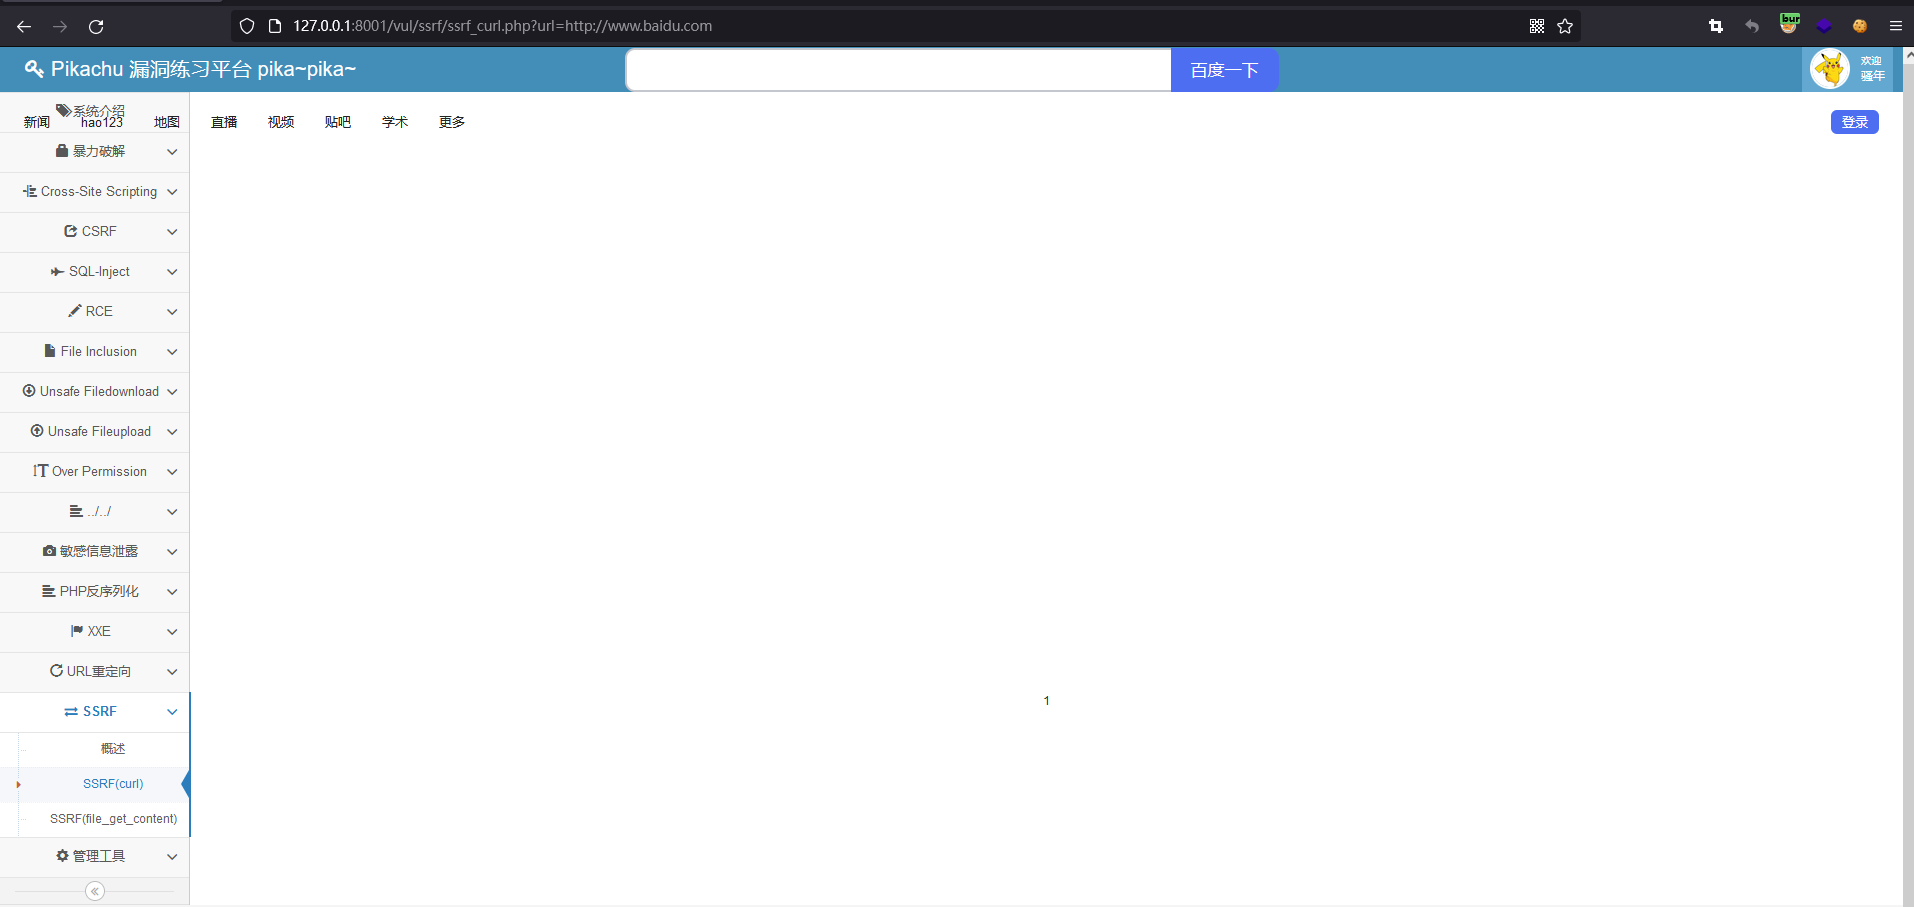 127.0.0.1:8001/vul/ssrf/ssrf_curl.php?url=http://www.baidu.com
bur
Pikachu 漏洞练习平台 pika~pika~
百度一下
欢迎
骚年
系统介绍
新闻 hao123 地图 直播 视频 贴吧 学术 更多 登录
暴力破解
Cross-Site Scripting
CSRF
SQL-Inject
RCE
File Inclusion
Unsafe Filedownload
Unsafe Fileupload
Over Permission
../../
敏感信息泄露
PHP反序列化
XXE
URL重定向
1
SSRF
概述
SSRF(curl)
SSRF(file_get_content)
管理工具